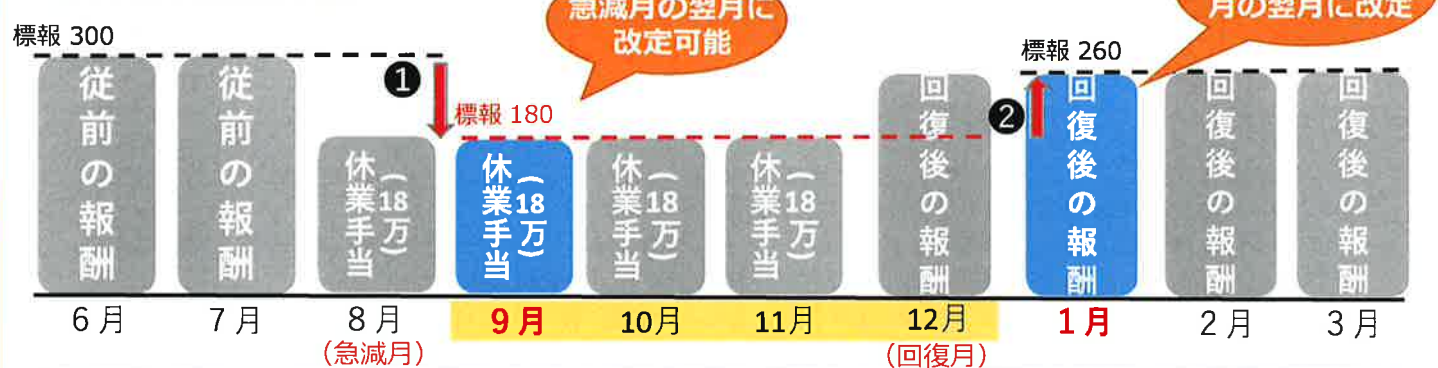 急減月の翌月に
改定可能
月の翌月に改定
標報 300
標報 260
❶
標報 180
❷
従前の報酬
従前の報酬
休業手当
(18万)
休業手当
(18万)
休業手当
(18万)
休業手当
(18万)
回復後の報酬
回復後の報酬
回復後の報酬
回復後の報酬
6月
7月
8月
9月
10月
11月
12月
1月
2月
3月
(急減月)
(回復月)